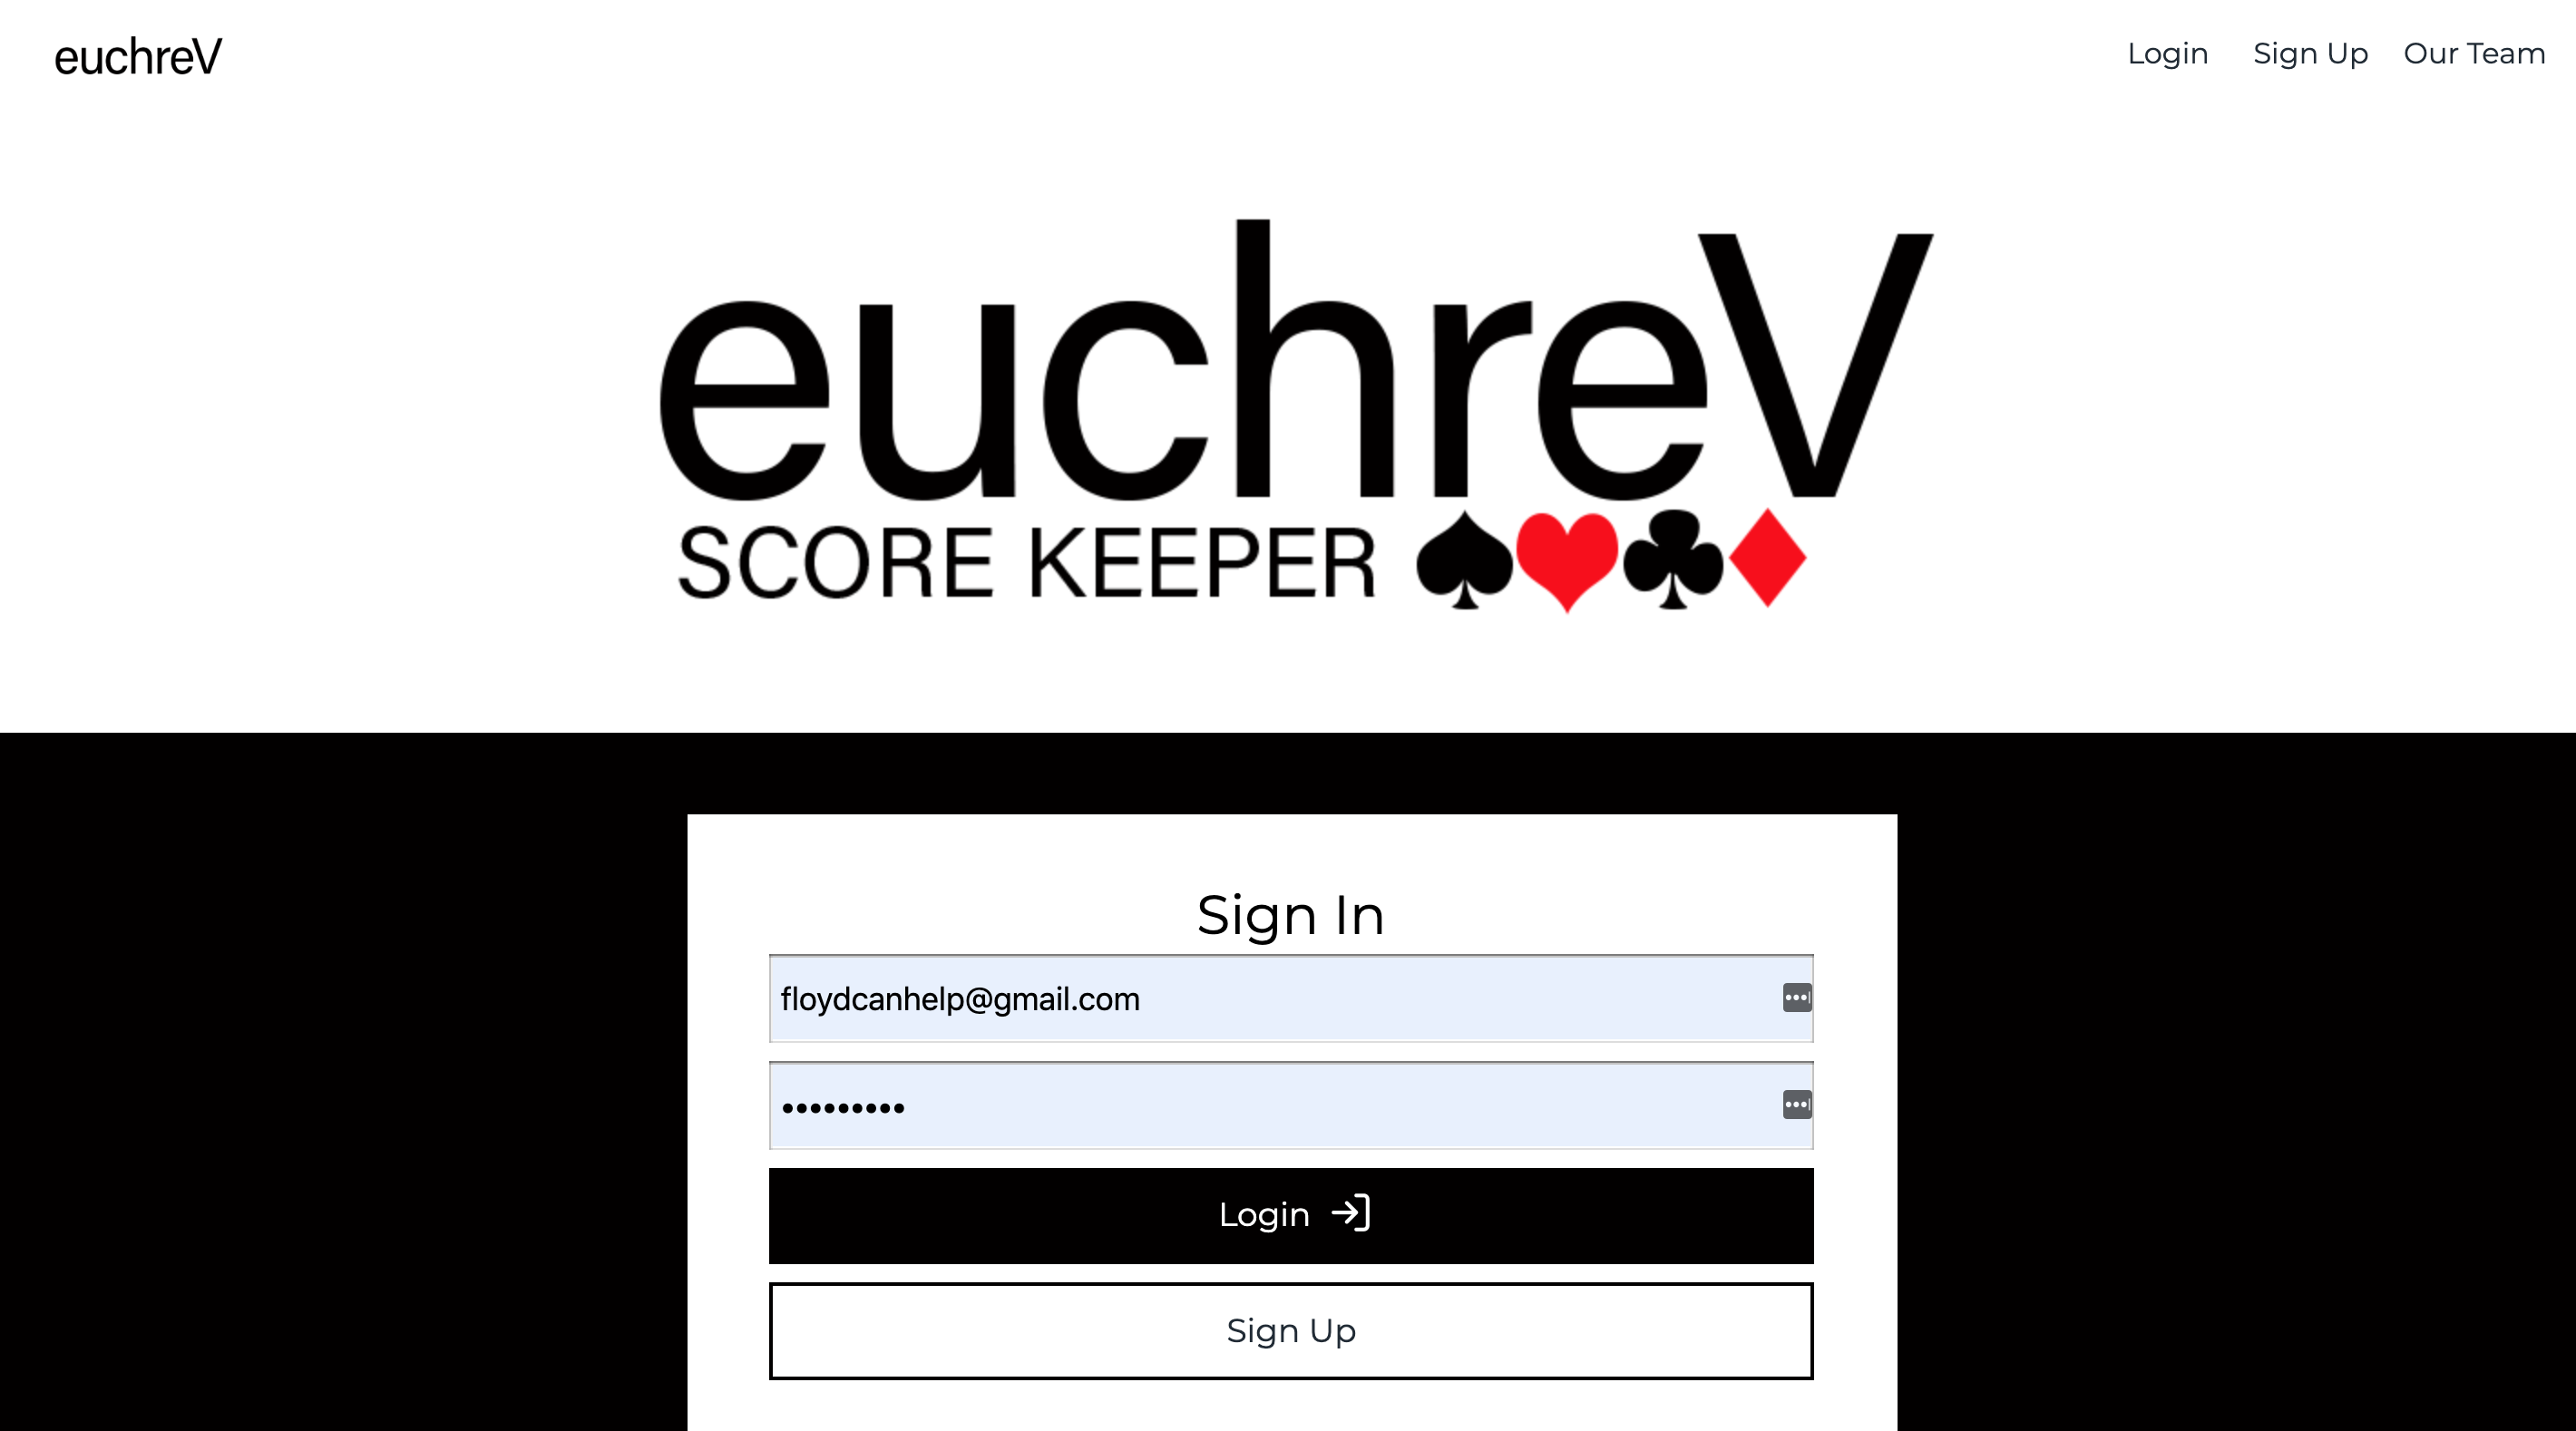 euchreV
Login Sign Up Our Team
euchreV
SCORE KEEPER ♠♥♣♦
Sign In
floydcanhelp@gmail.com
•••••••••
Login
Sign Up